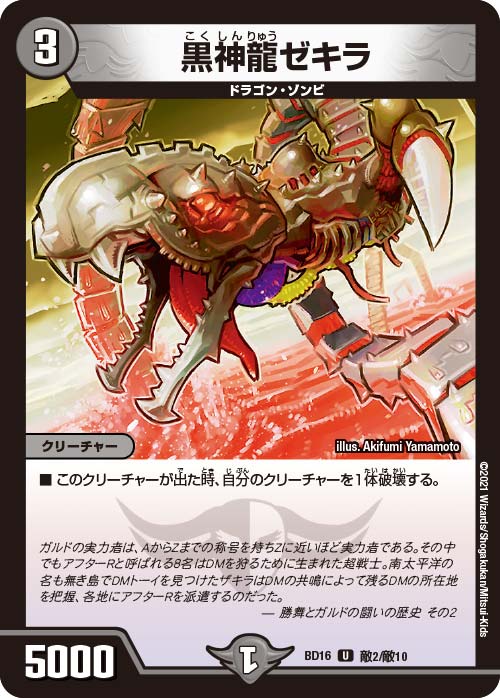 3
こくしんりゅう
黒神龍ゼキラ
ドラゴン・ゾンビ
クリーチャー
illus. Akifumi Yamamoto
■ このクリーチャーが出た時、自分のクリーチャーを1体破壊する。
ガルドの実力者は、AからZまでの称号を持ちZに近いほど実力者である。その中
でもアフターRと呼ばれる8名はDMを狩るために生まれた超戦士。南太平洋
の名も無き島でDMトーイを見つけたザキラはDMの共鳴によって残るDMの所在地
を把握、各地にアフターRを派遣するのだった。
— 勝舞とガルドの闘いの歴史 その2
©2021 Wizards/Shogakukan/Mitsui-Kids
5000
1
BD16 U 敵2/敵10